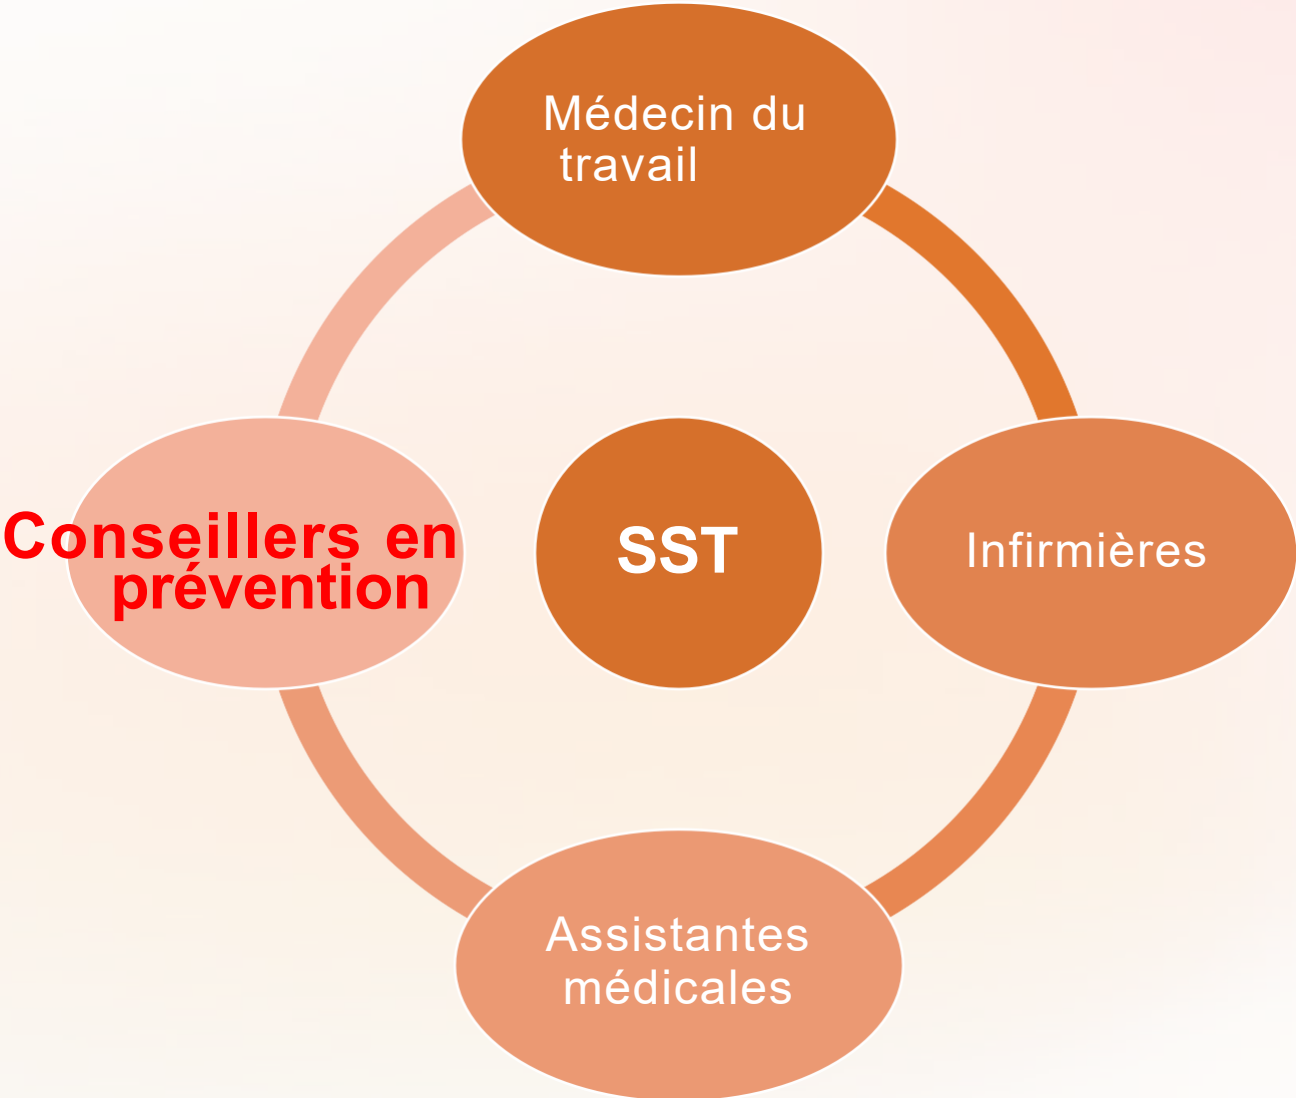 Médecin du
travail
Conseillers en
prévention
SST
Infirmières
Assistantes
médicales